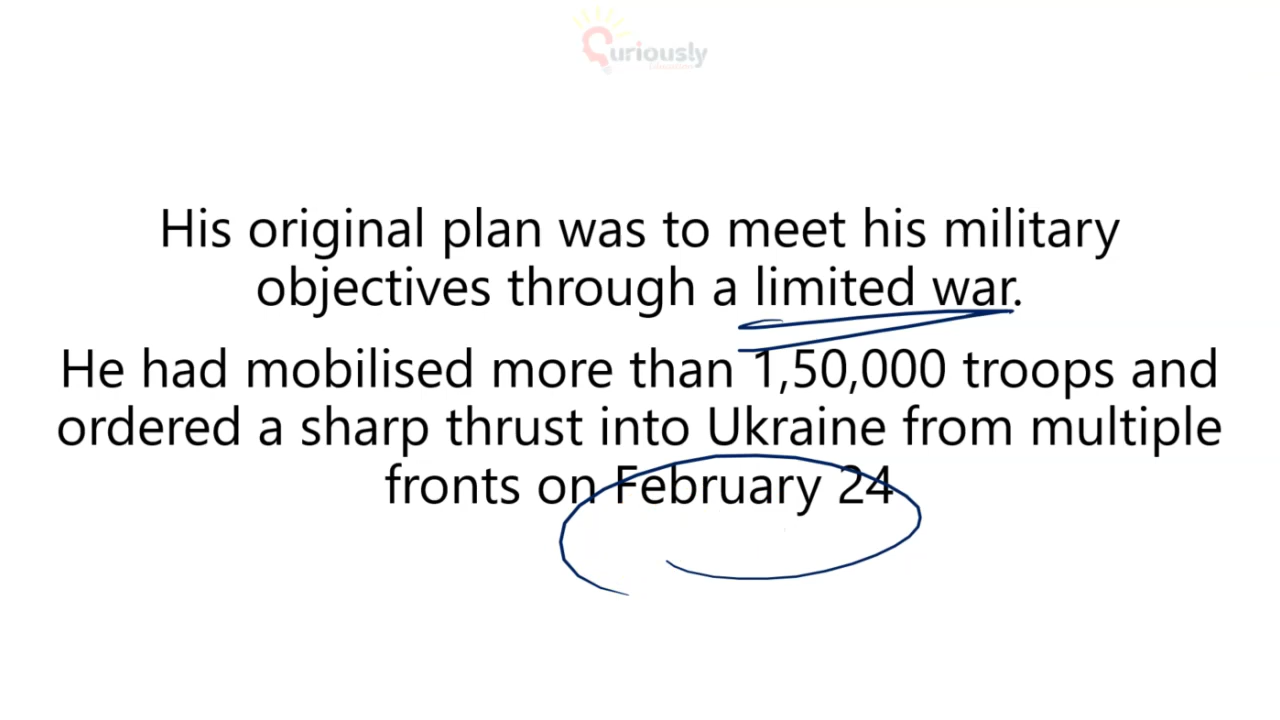 Curiously
His original plan was to meet his military
objectives through a limited war.
He had mobilised more than 1,50,000 troops and
ordered a sharp thrust into Ukraine from multiple
fronts on February 24